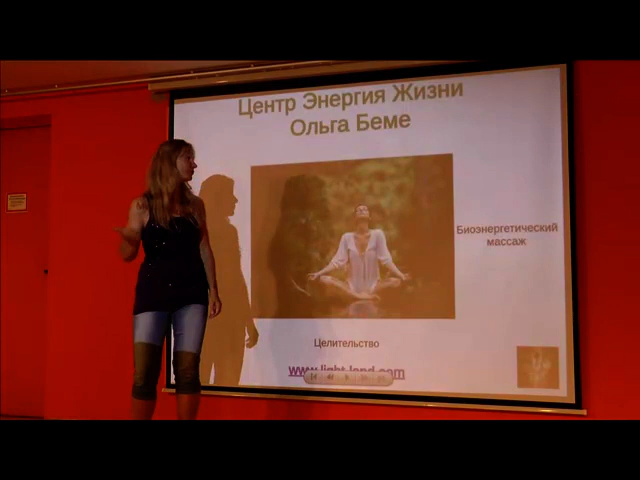 Центр Энергия Жизни
Ольга Беме
Биоэнергетический
массаж
Целительство